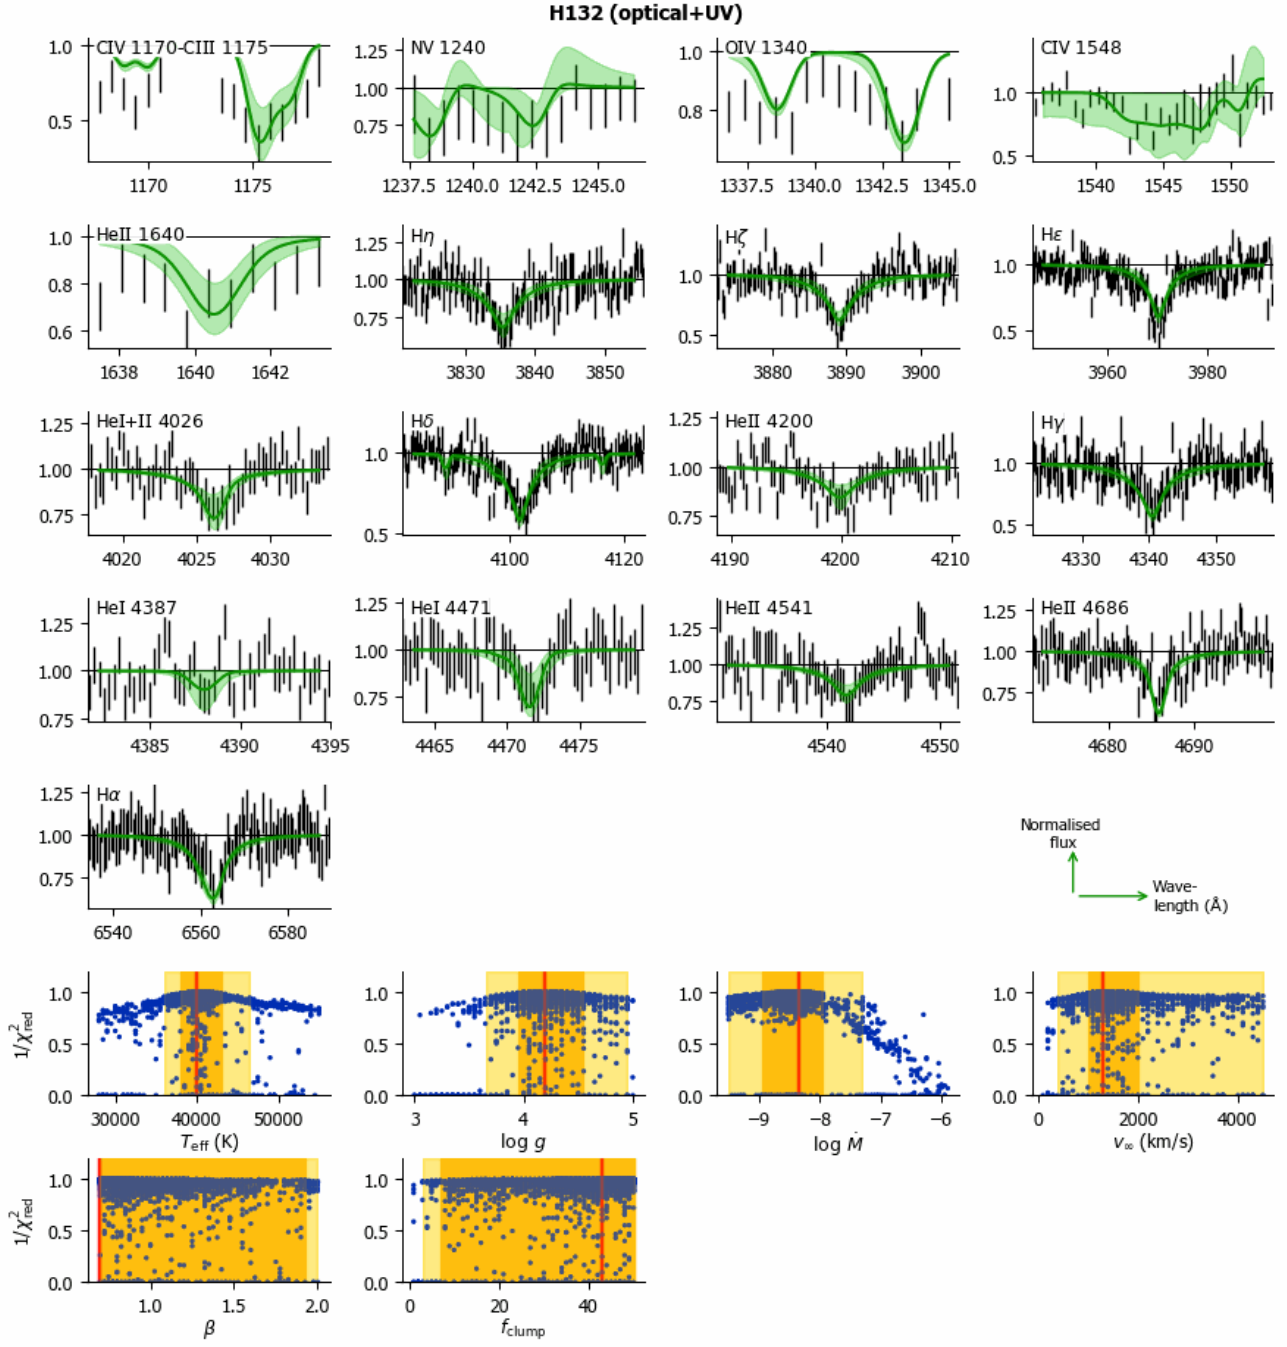 H132 (optical+UV)
CIV 1170-CIII 1175
1.0
0.5
1170 1175
NV 1240
1.25
1.00
0.75
1237.5 1240.0 1242.5 1245.0
OIV 1340
1.0
0.8
1337.5 1340.0 1342.5 1345.0
CIV 1548
1.0
0.5
1540 1545 1550
HeII 1640
1.0
0.8
0.6
1638 1640 1642
Hη
1.25
1.00
0.75
3830 3840 3850
Hζ
1.0
0.5
3880 3890 3900
Hε
1.0
0.5
3960 3980
HeI+II 4026
1.25
1.00
0.75
4020 4025 4030
Hδ
1.0
0.5
4100 4120
HeII 4200
1.25
1.00
0.75
4190 4200 4210
Hγ
1.0
0.5
4330 4340 4350
HeI 4387
1.25
1.00
0.75
4385 4390 4395
HeI 4471
1.25
1.00
0.75
4465 4470 4475
HeII 4541
1.25
1.00
0.75
4540 4550
HeII 4686
1.25
1.00
0.75
4680 4690
Hα
1.25
1.00
0.75
6540 6560 6580
Normalised
flux
Wave-
length (Å)
1/χ²red
1.0
0.5
0.0
30000 40000 50000
Teff (K)
1.0
0.5
0.0
3 4 5
log g
1.0
0.5
0.0
−9 −8 −7 −6
log Ṁ
1.0
0.5
0.0
0 2000 4000
v∞ (km/s)
1/χ²red
1.0
0.5
0.0
1.0 1.5 2.0
β
1.0
0.5
0.0
0 20 40
fclump